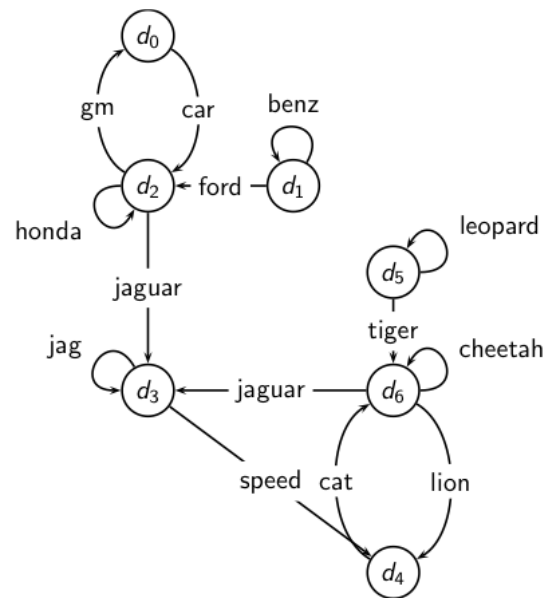 d0
gm
car
benz
d2
ford
d1
honda
leopard
d5
jaguar
tiger
jag
cheetah
d3
jaguar
d6
speed
cat
lion
d4